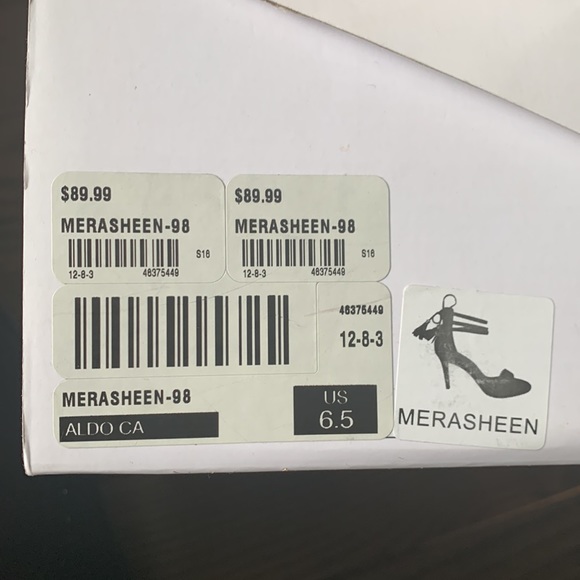 $89.99
MERASHEEN-98
S16
12-8-3 46375449
$89.99
MERASHEEN-98
S16
12-8-3 46375449
46375449
12-8-3
MERASHEEN-98
ALDO CA
US
6.5
MERASHEEN